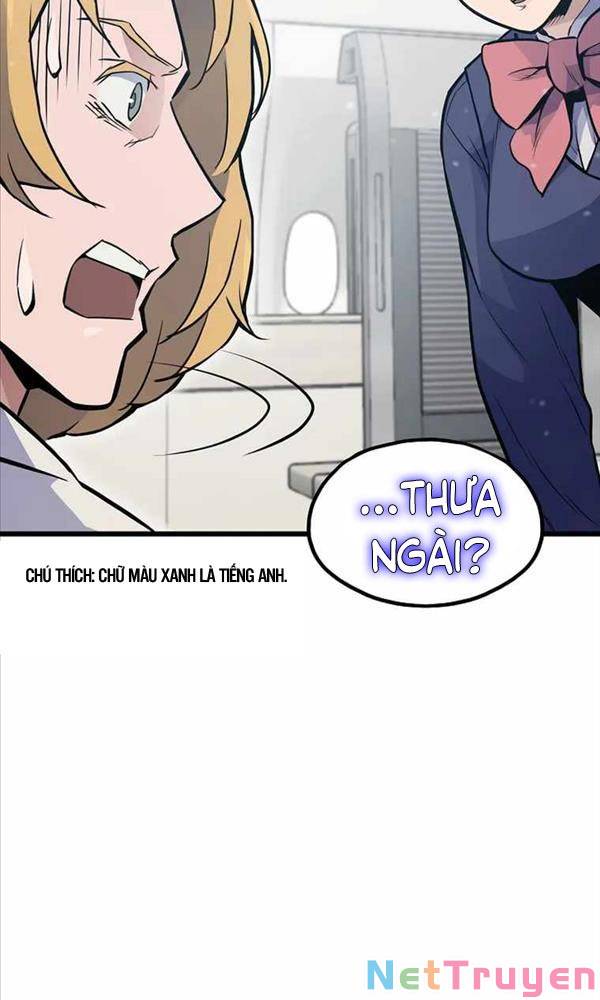 ...THƯA
NGÀI?
CHÚ THÍCH: CHỮ MÀU XANH LÀ TIẾNG ANH.
NetTruyen